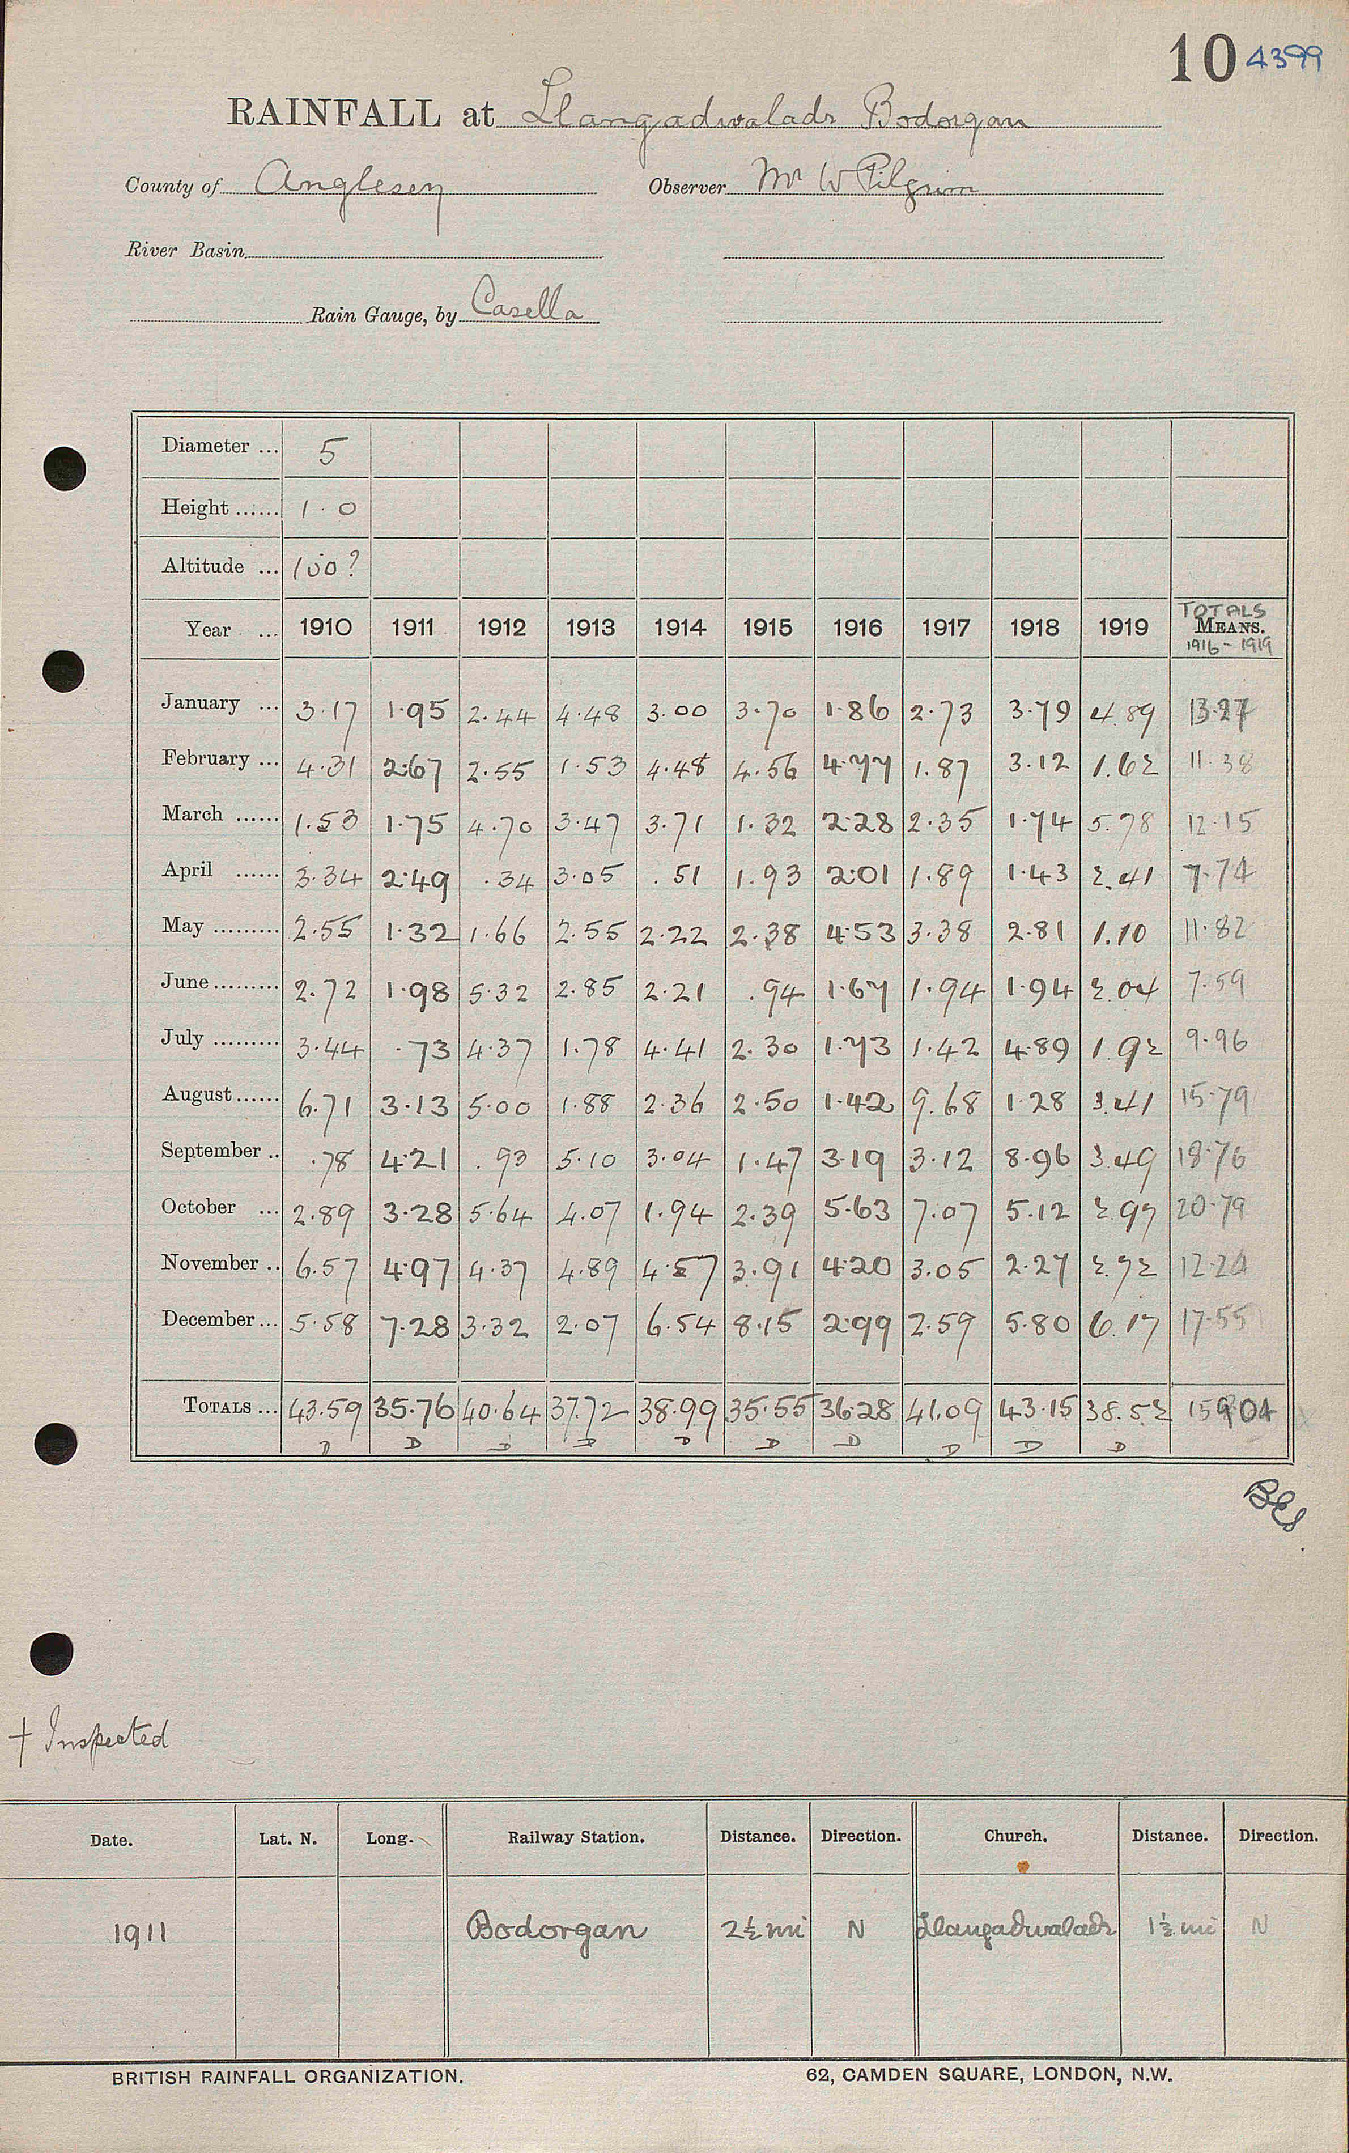 10 4399
RAINFALL at Llangadwaladr Bodorgan
County of Anglesey Observer Mr W Pilgrim
River Basin
Rain Gauge, by Casella
Diameter ... 5
Height ...... 1.0
Altitude ... 100?
TOTALS
Year ... 1910 1911 1912 1913 1914 1915 1916 1917 1918 1919 MEANS.
1916-1919
January ... 3.17 1.95 2.44 4.48 3.00 3.70 1.86 2.73 3.79 4.89 13.27
February ... 4.31 2.67 2.55 1.53 4.48 4.56 4.77 1.87 3.12 1.62 11.38
March ...... 1.53 1.75 4.70 3.47 3.71 1.32 2.28 2.35 1.74 5.78 12.15
April ...... 3.34 2.49 .34 3.05 .51 1.93 2.01 1.89 1.43 2.41 7.74
May ......... 2.55 1.32 1.66 2.55 2.22 2.38 4.53 3.38 2.81 1.10 11.82
June ......... 2.72 1.98 5.32 2.85 2.21 .94 1.67 1.94 1.94 2.04 7.59
July ......... 3.44 .73 4.37 1.78 4.41 2.30 1.73 1.42 4.89 1.92 9.96
August...... 6.71 3.13 5.00 1.88 2.36 2.50 1.42 9.68 1.28 3.41 15.79
September .. .78 4.21 .93 5.10 3.04 1.47 3.19 3.12 8.96 3.49 18.76
October ... 2.89 3.28 5.64 4.07 1.94 2.39 5.63 7.07 5.12 2.97 20.79
November .. 6.57 4.97 4.37 4.89 4.57 3.91 4.20 3.05 2.27 2.72 12.24
December ... 5.58 7.28 3.32 2.07 6.54 8.15 2.99 2.59 5.80 6.17 17.55
TOTALS ... 43.59 35.76 40.64 37.72 38.99 35.55 36.28 41.09 43.15 38.52 159 04
D D D D D D D D D D
† Inspected
Date. Lat. N. Long. Railway Station. Distance. Direction. Church. Distance. Direction.
1911 Bodorgan 2½ mi N Llangadwaladr 1½ mi N
BRITISH RAINFALL ORGANIZATION. 62, CAMDEN SQUARE, LONDON, N.W.